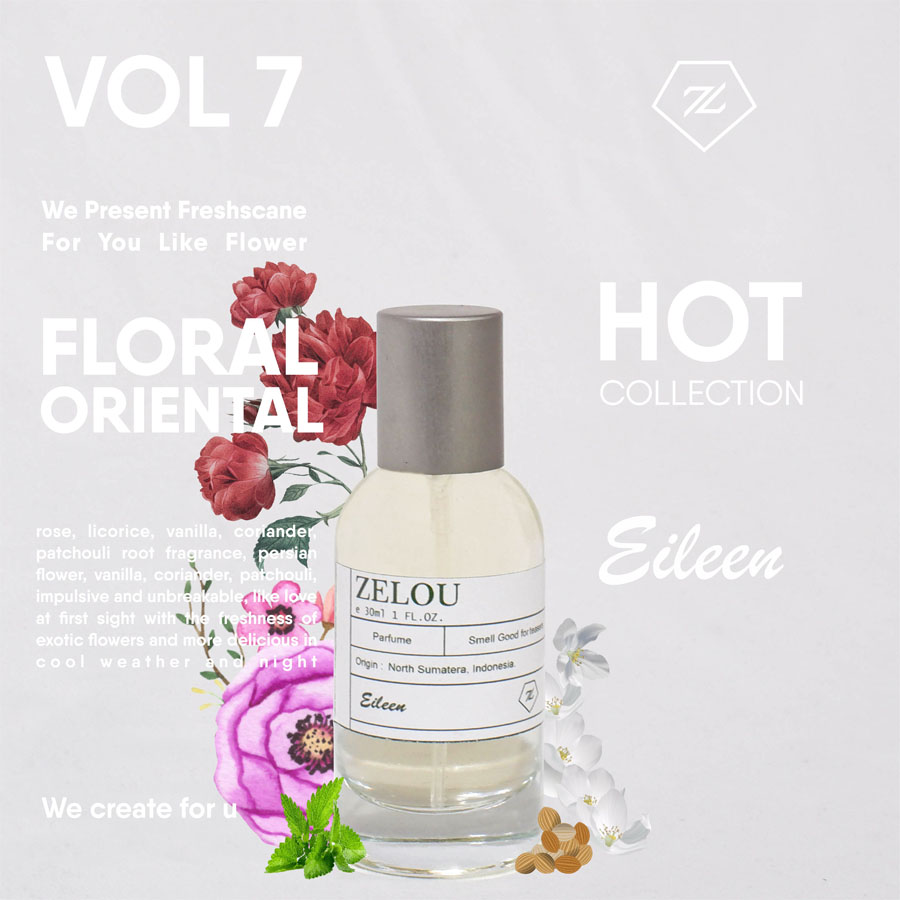 VOL 7
We Present Freshscane
For You Like Flower
FLORAL
ORIENTAL
HOT
COLLECTION
Eileen
rose, licorice, vanilla, coriander,
patchouli root fragrance, persian
flower, vanilla, coriander, patchouli,
impulsive and unbreakable, like love
at first sight with the freshness of
exotic flowers and more delicious in
cool weather and night
We create for u
ZELOU
e 30ml 1 FL.OZ.
Parfume
Smell Good for
Origin : North Sumatera, Indonesia.
Eileen